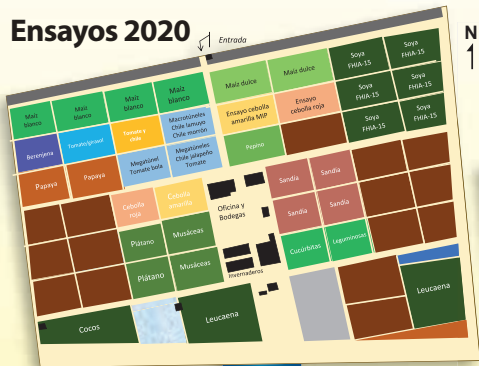 Ensayos 2020
Entrada
N
Maíz
blanco
Maíz
blanco
Maíz
blanco
Maíz
blanco
Maíz dulce
Maíz dulce
Soya
FHIA-15
Soya
FHIA-15
Berenjena
Tomate/graved
Tomate y
chile
Macrotúneles
Chile lamuyo
Chile morrón
Ensayo cebolla
amarilla MIP
Ensayo
cebolla roja
Soya
FHIA-15
Soya
FHIA-15
Papaya
Papaya
Megatúnel
Tomate bola
Megatúneles
Chile jalapeño
Tomate
Pepino
Soya
FHIA-15
Soya
FHIA-15
Cebolla
roja
Cebolla
amarilla
Oficina y
Bodegas
Sandía
Sandía
Plátano
Musáceas
Sandía
Sandía
Plátano
Musáceas
Invernaderos
Cucúrbitas
Leguminosas
Cocos
Leucaena
Leucaena